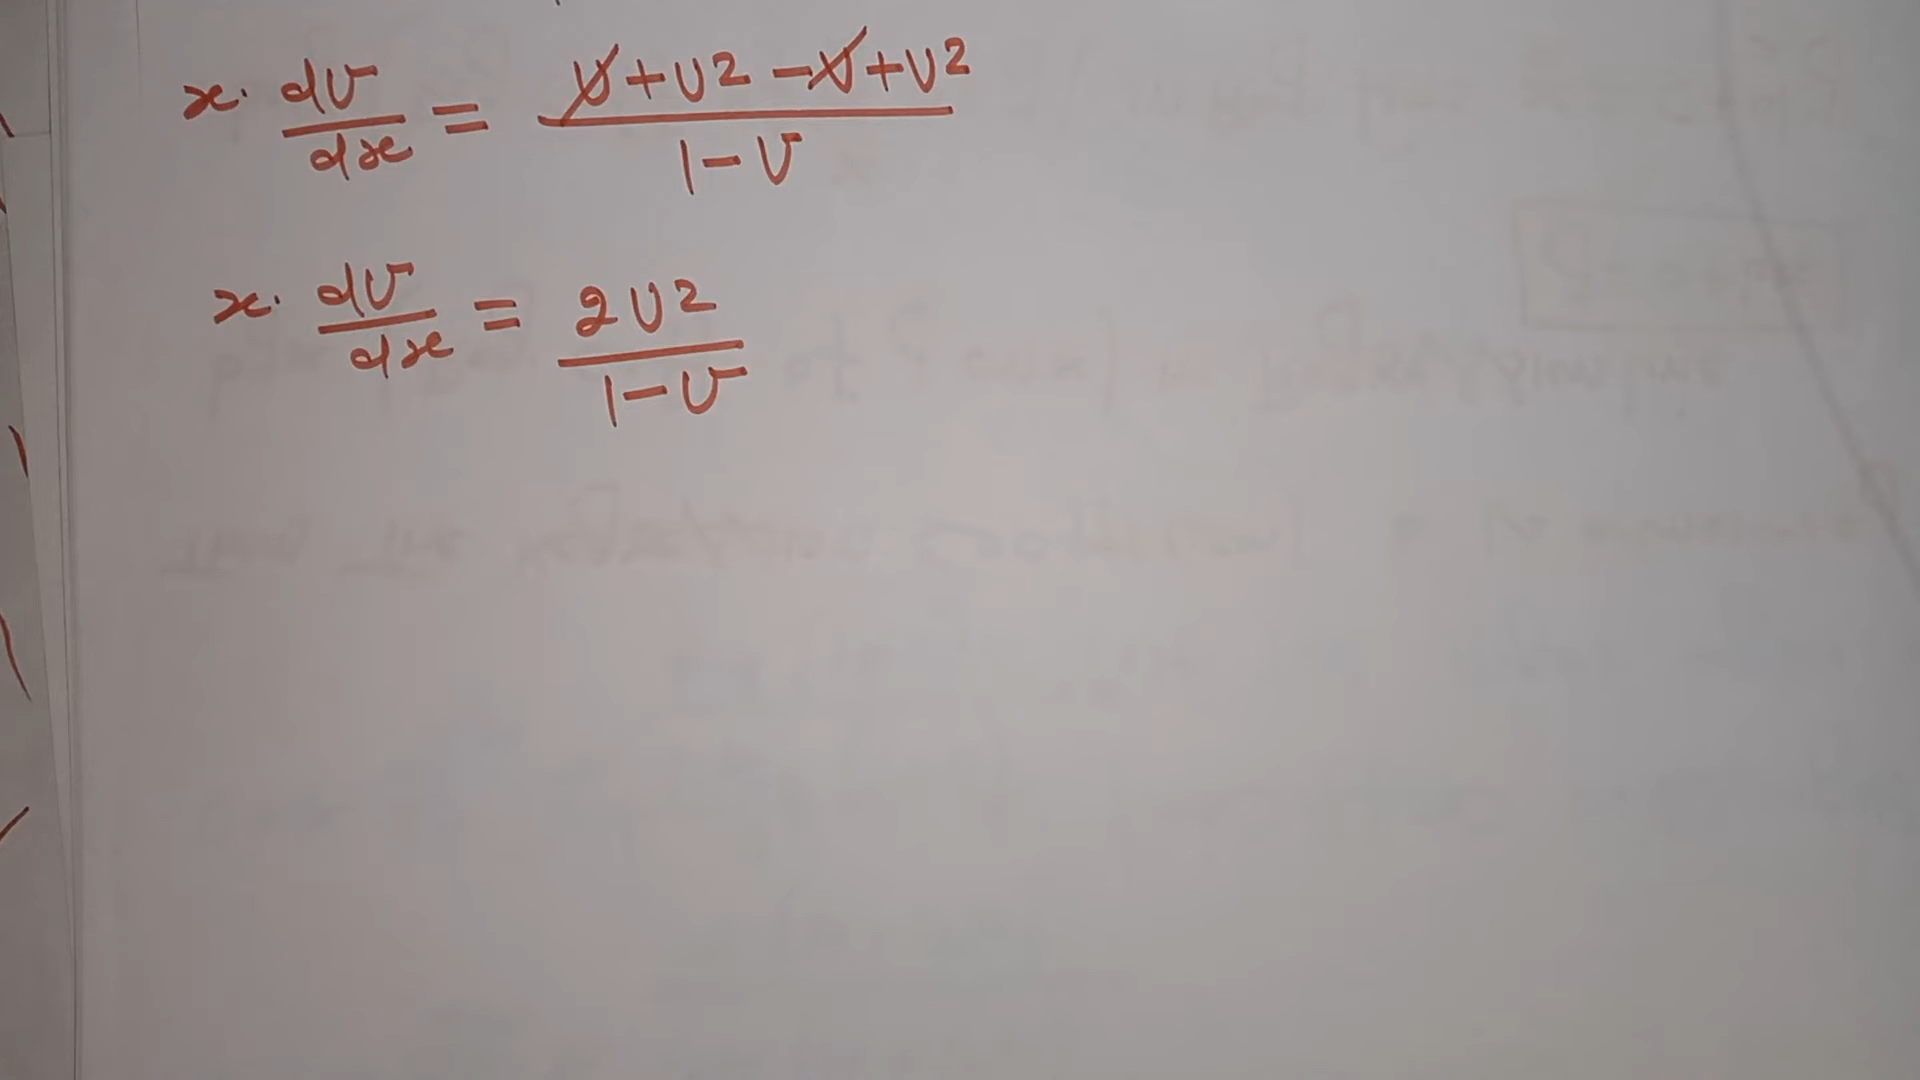 x. dv/dx = v+v2-v+v2/1-v
x. dv/dx = 2v2/1-v